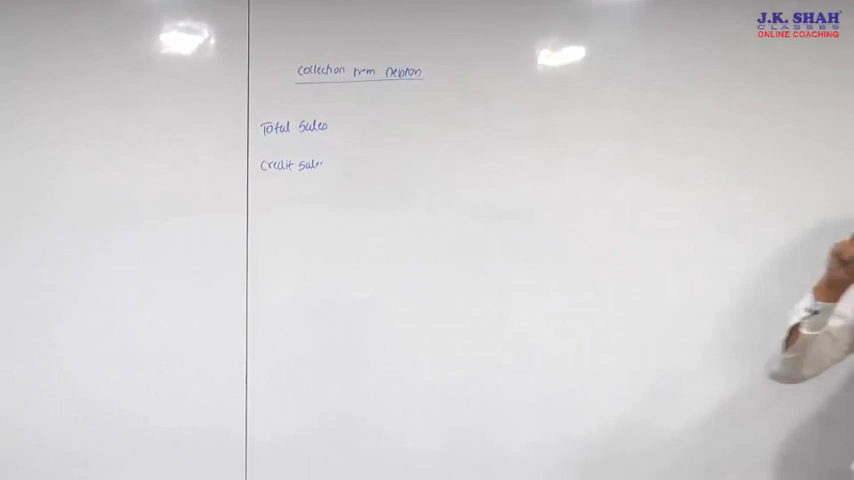 J.K. SHAH
CLASSES
ONLINE COACHING
Collection from debtors
Total Sales
Credit Sales